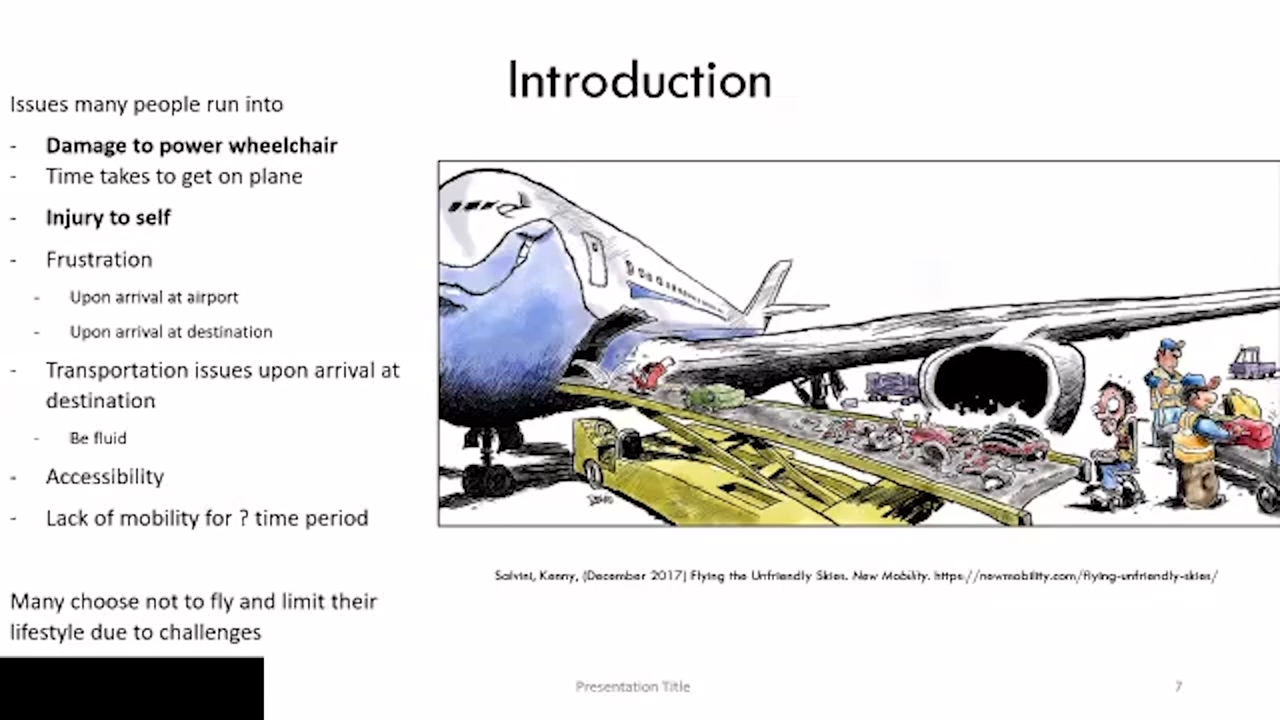 Introduction
Issues many people run into
- Damage to power wheelchair
- Time takes to get on plane
- Injury to self
- Frustration
- Upon arrival at airport
- Upon arrival at destination
- Transportation issues upon arrival at
destination
- Be fluid
- Accessibility
- Lack of mobility for ? time period
Many choose not to fly and limit their
lifestyle due to challenges
Salvini, Kenny, (December 2017) Flying the Unfriendly Skies. New Mobility. https://newmobility.com/flying-unfriendly-skies/
Presentation Title
7